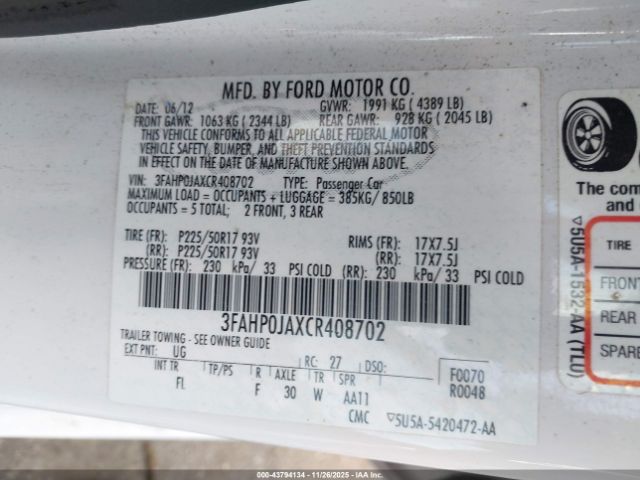 MFD. BY FORD MOTOR CO.
DATE: 06/12 GVWR: 1991 KG ( 4389 LB)
FRONT GAWR: 1063 KG ( 2344 LB) REAR GAWR: 928 KG ( 2045 LB)
THIS VEHICLE CONFORMS TO ALL APPLICABLE FEDERAL MOTOR
VEHICLE SAFETY, BUMPER, AND THEFT PREVENTION STANDARDS
IN EFFECT ON THE DATE OF MANUFACTURE SHOWN ABOVE.
VIN: 3FAHP0JAXCR408702 TYPE: Passenger Car
MAXIMUM LOAD = OCCUPANTS + LUGGAGE = 385KG/ 850LB
OCCUPANTS = 5 TOTAL; 2 FRONT, 3 REAR
TIRE (FR): P225/50R17 93V RIMS (FR): 17X7.5J
(RR): P225/50R17 93V (RR): 17X7.5J
PRESSURE (FR): 230 kPa/ 33 PSI COLD (RR): 230 kPa/ 33 PSI COLD
3FAHP0JAXCR408702
TRAILER TOWING - SEE OWNER GUIDE
EXT PNT: UG RC: 27 DSO: F0070
INT TR TP/PS R AXLE TR SPR R0048
FL F 30 W AA11
CMC ▽5U5A-5420472-AA
▽5U5A-1532-AA (TLU)
The com
and
TIRE
FRONT
REAR
SPARE
000-43794134 - 11/26/2025 - IAAI.COM